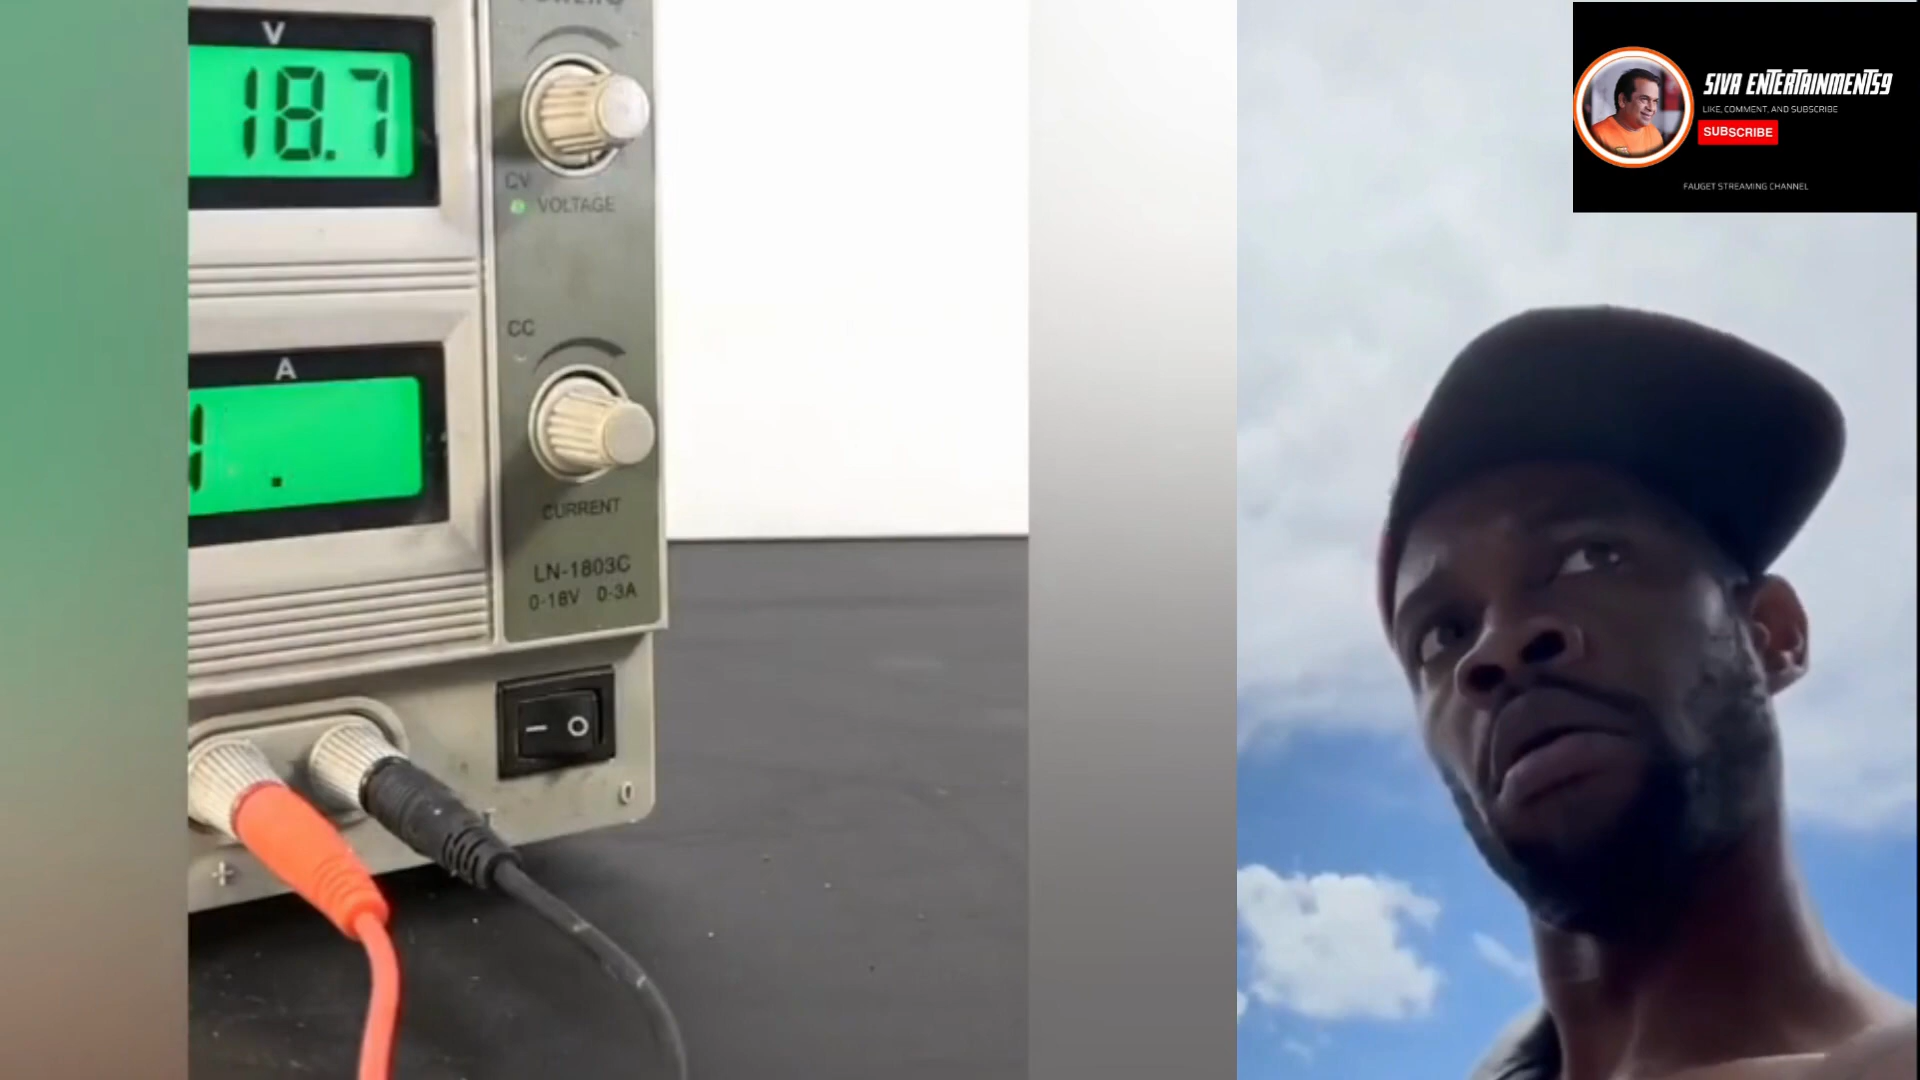 V
18.7
CV
VOLTAGE
CC
A
CURRENT
LN-1803C
0-18V 0-3A
SIVA ENTERTAINMENTS9
LIKE, COMMENT, AND SUBSCRIBE
SUBSCRIBE
FAUGET STREAMING CHANNEL